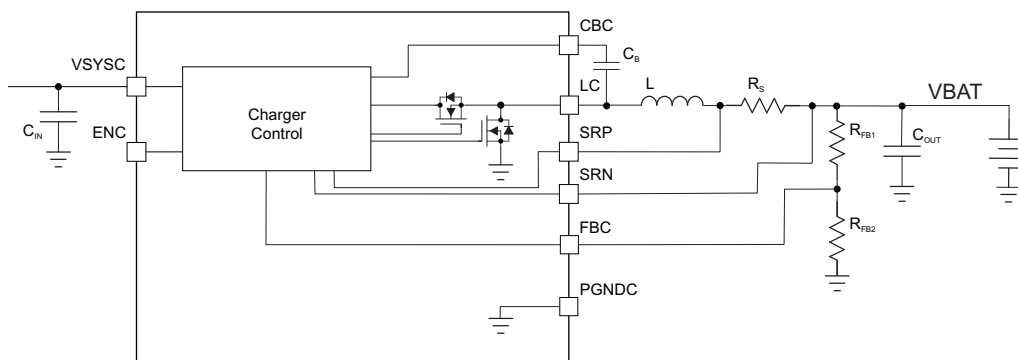 CBC
C_B
VSYSC
LC
L
R_S
VBAT
Charger
Control
C_IN
ENC
SRP
R_FB1
C_OUT
SRN
FBC
R_FB2
PGNDC